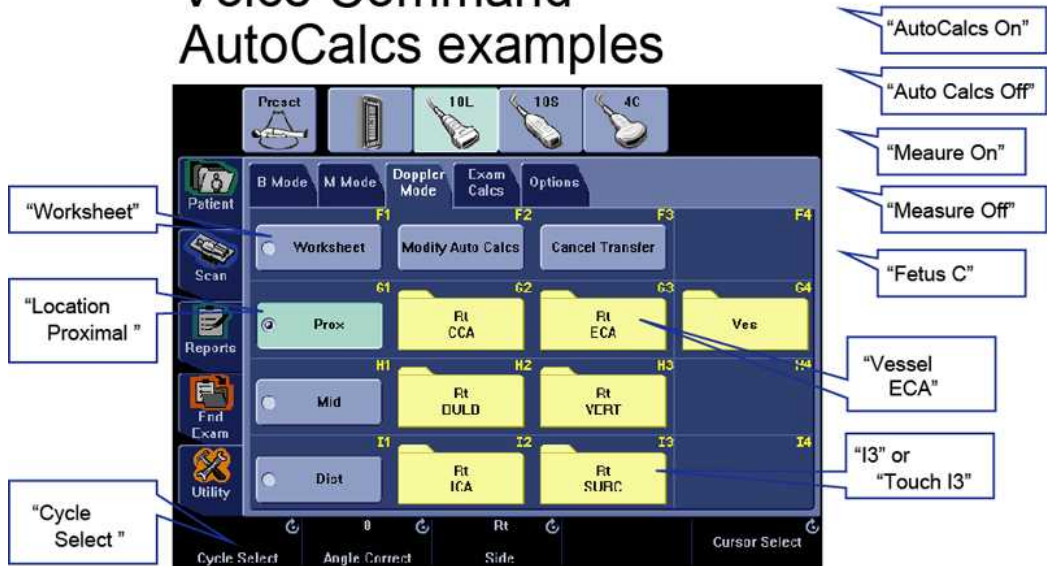 AutoCalcs examples
"AutoCalcs On"
"Auto Calcs Off"
"Meaure On"
"Measure Off"
"Fetus C"
Preset
10L
10S
4C
Patient
Scan
Reports
End
Exam
Utility
B Mode
M Mode
Doppler
Mode
Exam
Calcs
Options
F1
F2
F3
F4
Worksheet
Modify Auto Calcs
Cancel Transfer
G1
G2
G3
G4
Prox
Rt
CCA
Rt
ECA
Ves
H1
H2
H3
H4
Mid
Rt
BULB
Rt
VERT
I1
I2
I3
I4
Dist
Rt
ICA
Rt
SUBC
Cycle Select
0
Angle Correct
Rt
Side
Cursor Select
"Worksheet"
"Location
Proximal "
"Cycle
Select "
"Vessel
ECA"
"I3" or
"Touch I3"